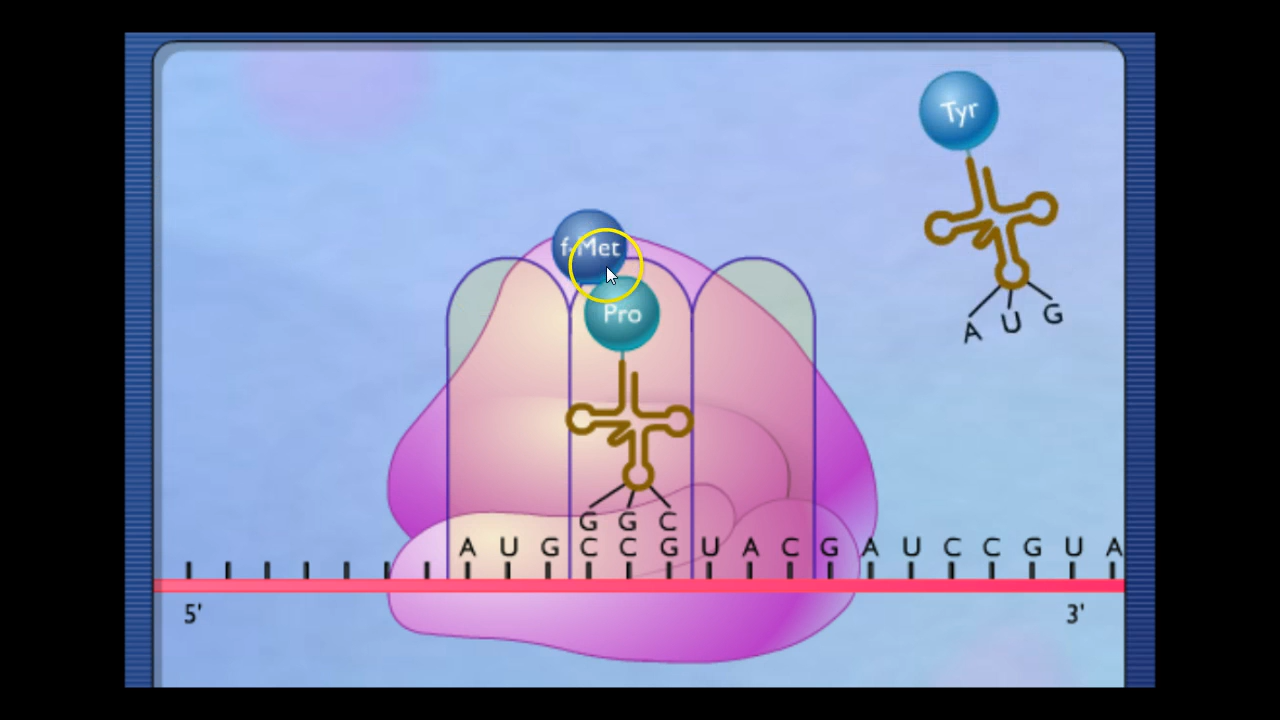 Tyr
f-Met
Pro
A U G
G G C
A U G C C G U A C G A U C C G U A
5' 3'